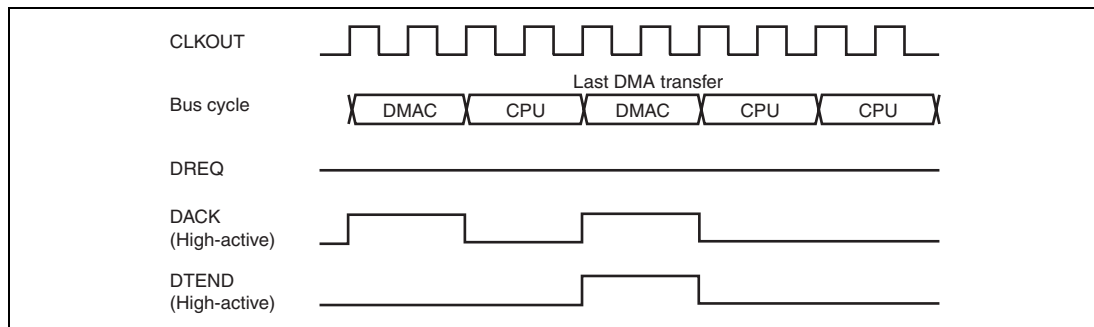 CLKOUT
Last DMA transfer
Bus cycle
DMAC CPU DMAC CPU CPU
DREQ
DACK
(High-active)
DTEND
(High-active)